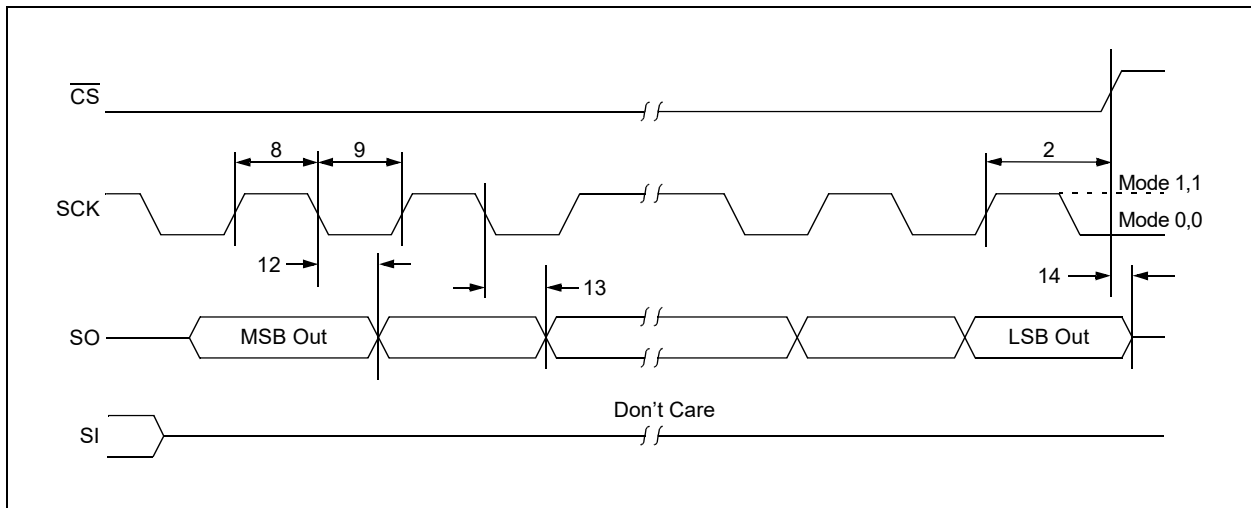 CS
8
9
2
SCK
Mode 1,1
Mode 0,0
12
13
14
SO
MSB Out
LSB Out
SI
Don't Care